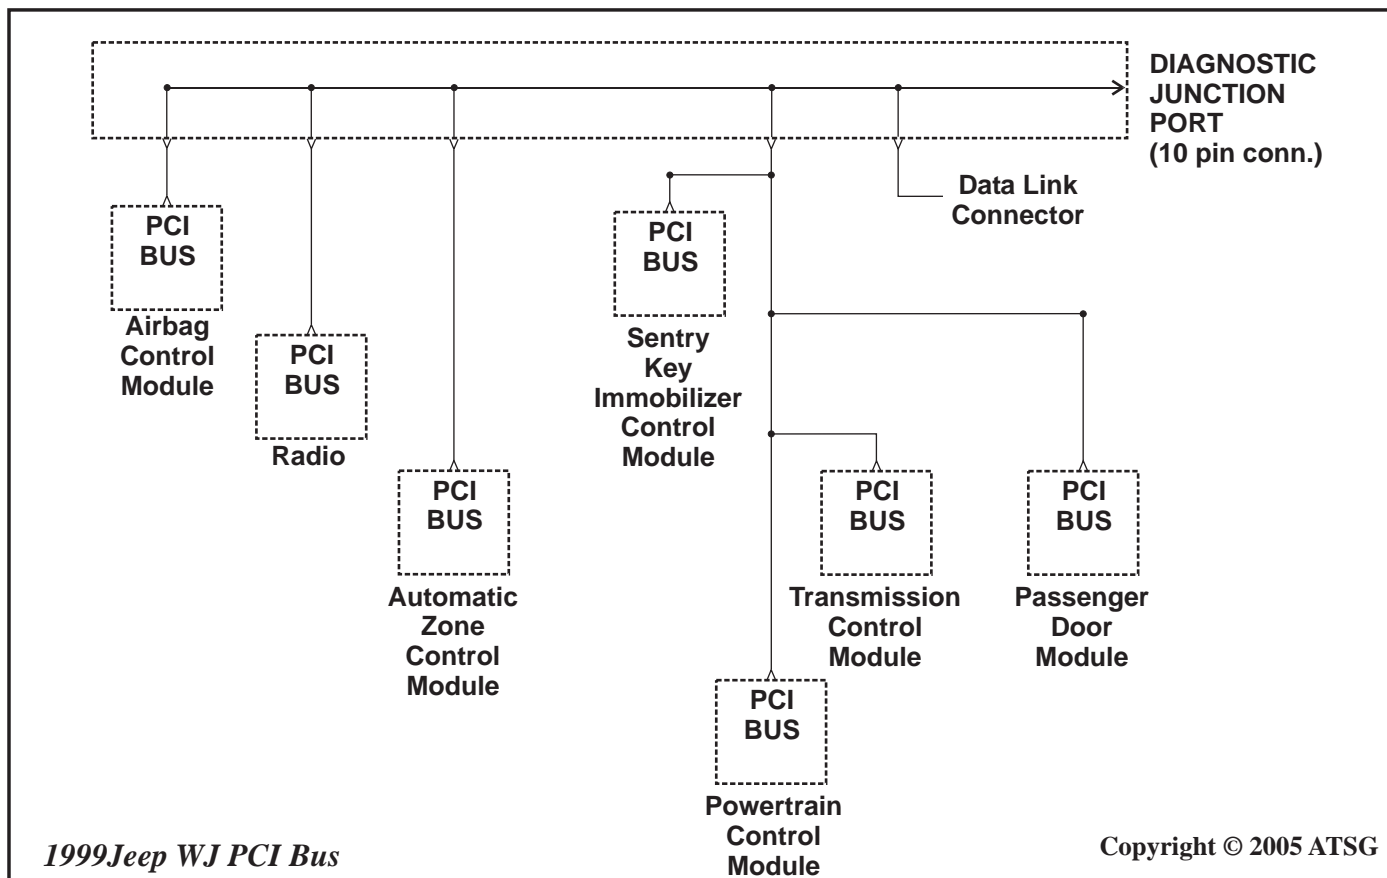 DIAGNOSTIC
JUNCTION
PORT
(10 pin conn.)
Data Link
Connector
PCI
BUS
Airbag
Control
Module
PCI
BUS
Radio
PCI
BUS
Automatic
Zone
Control
Module
PCI
BUS
Sentry
Key
Immobilizer
Control
Module
PCI
BUS
Transmission
Control
Module
PCI
BUS
Passenger
Door
Module
PCI
BUS
Powertrain
Control
Module
1999Jeep WJ PCI Bus
Copyright © 2005 ATSG